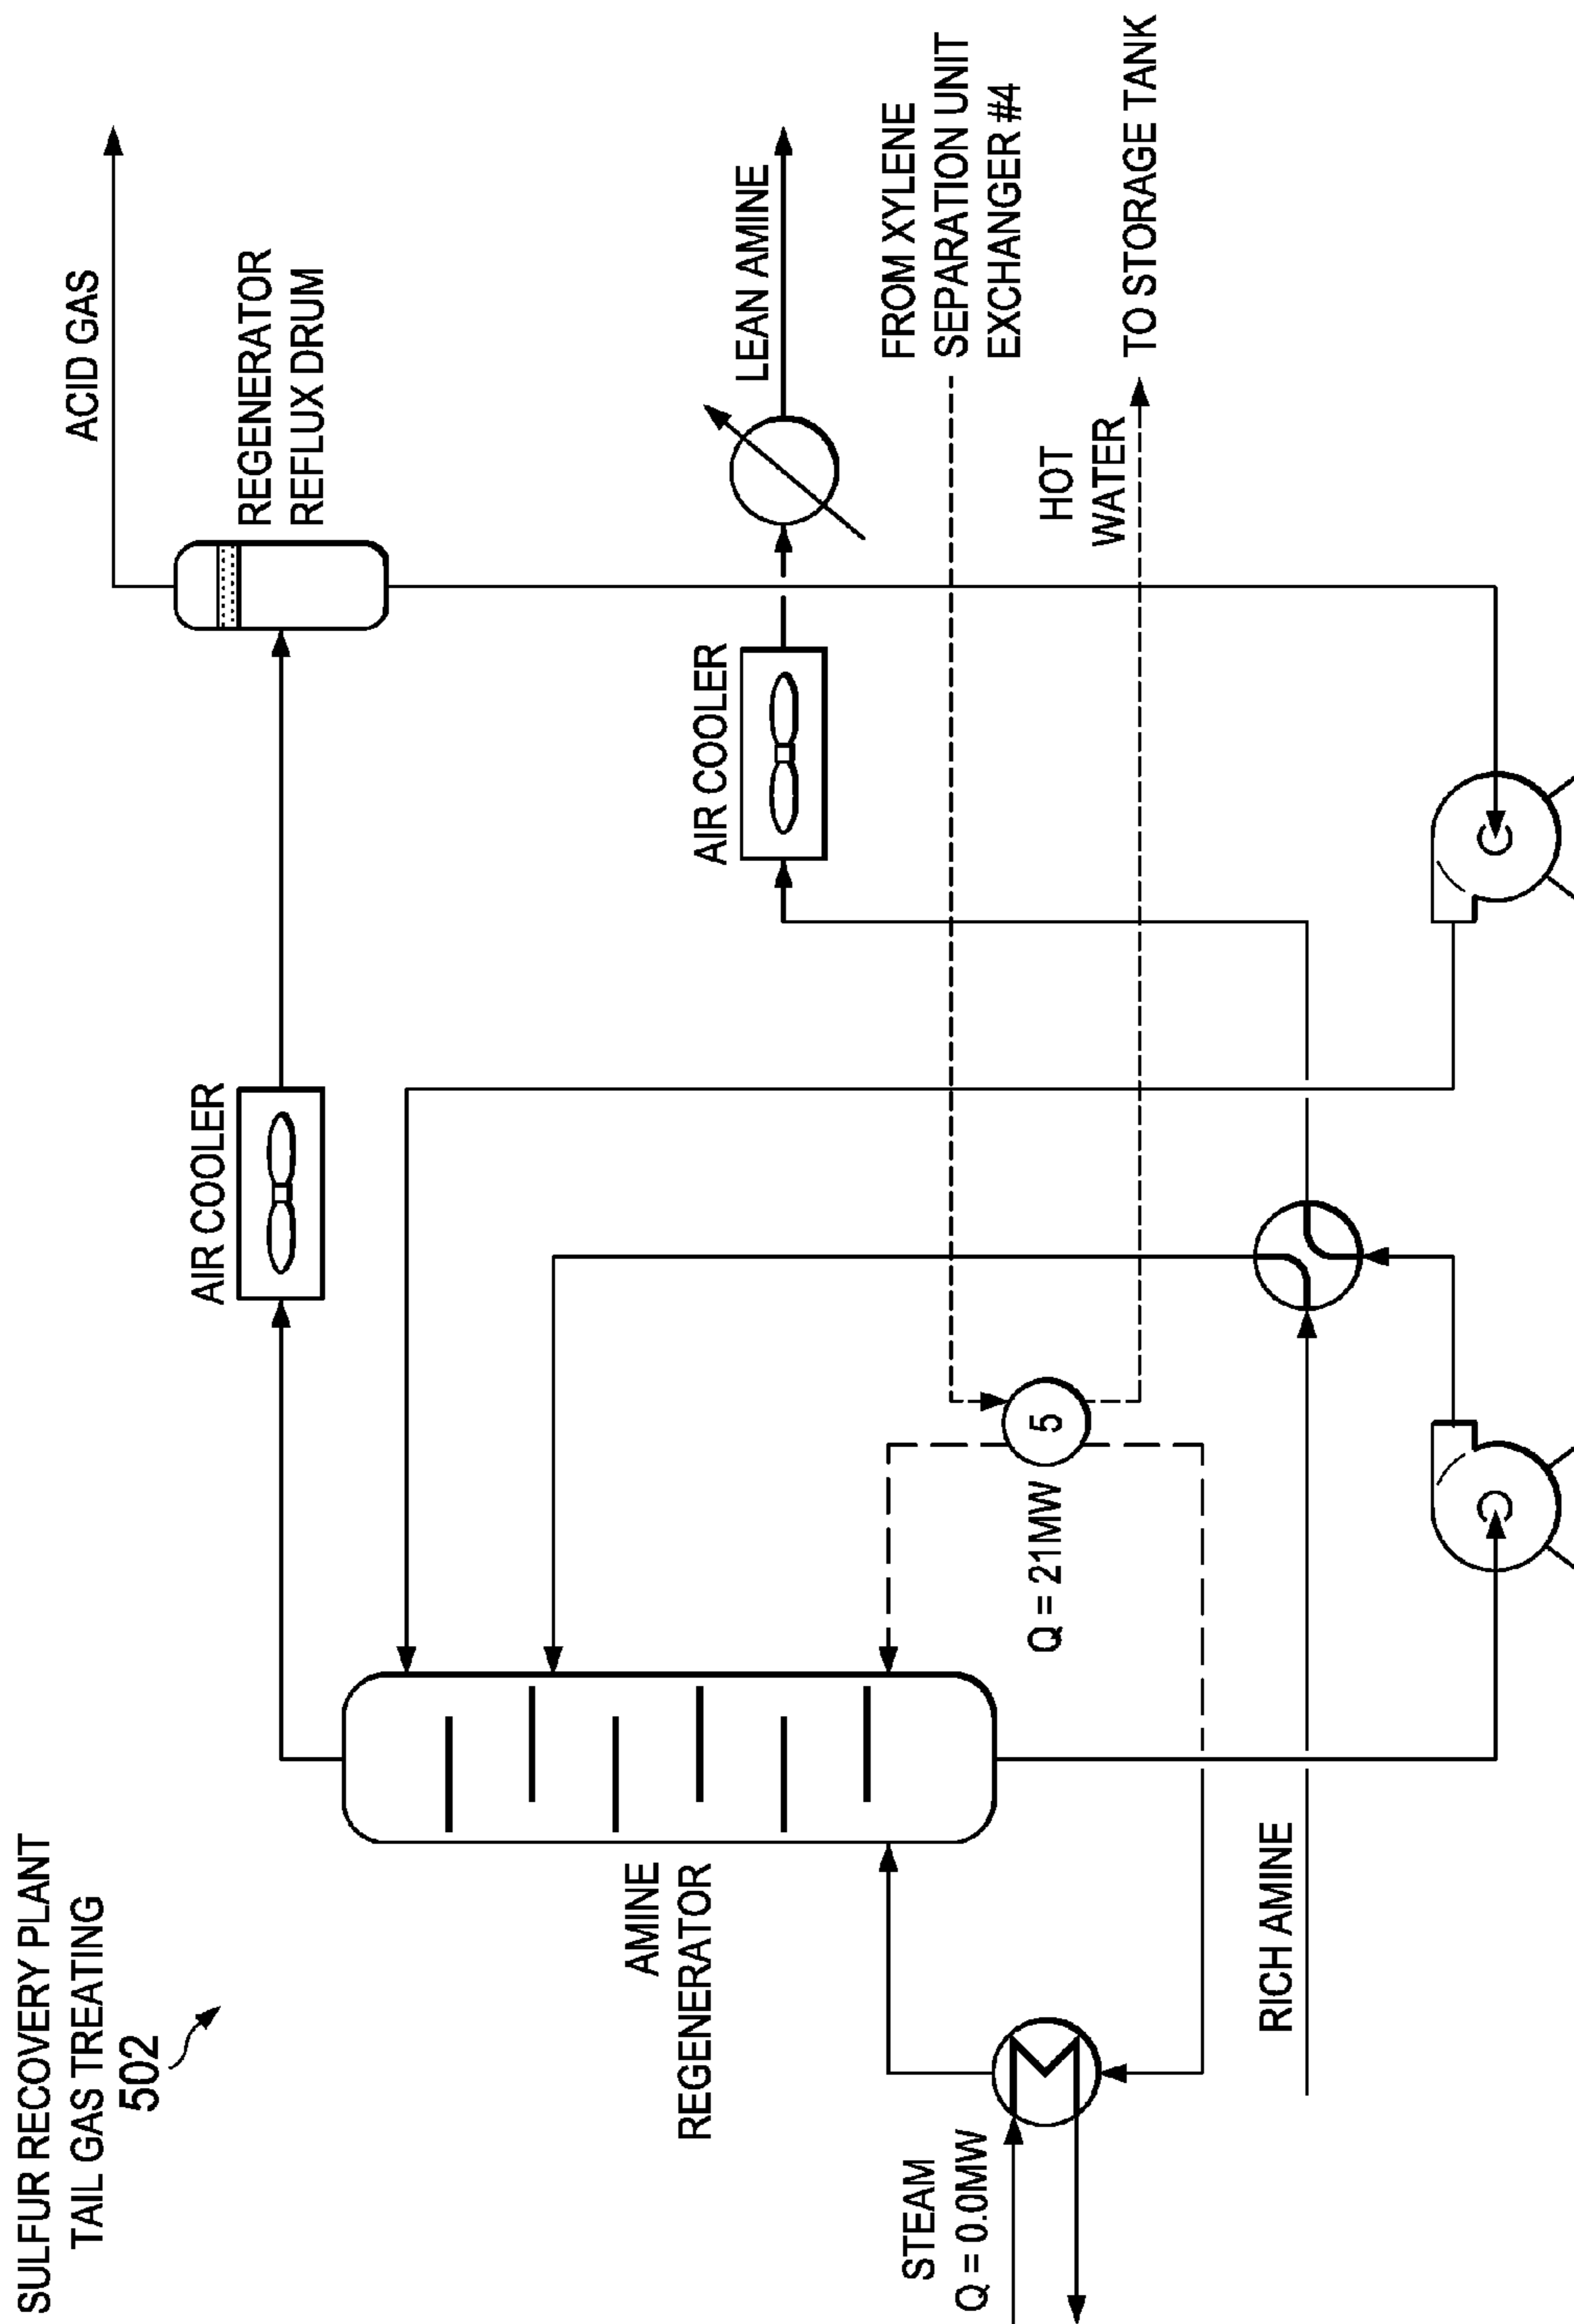 SULFUR RECOVERY PLANT
TAIL GAS TREATING
502
ACID GAS
REGENERATOR
REFLUX DRUM
AIR COOLER
AIR COOLER
LEAN AMINE
AMINE
REGENERATOR
FROM XYLENE
SEPARATION UNIT
EXCHANGER #4
5
Q = 21MW
HOT
WATER
TO STORAGE TANK
STEAM
Q = 0.0MW
RICH AMINE